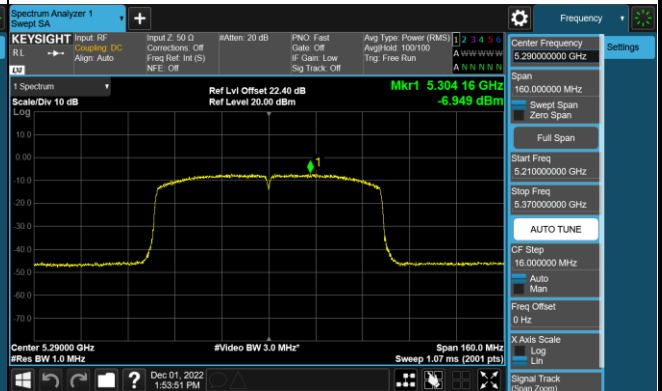 Spectrum Analyzer 1
Swept SA
Frequency
KEYSIGHT Input: RF Input Z: 50 Ω #Atten: 20 dB PNO: Fast Avg Type: Power (RMS) 1 2 3 4 5 6
RL Coupling: DC Corrections: Off Gate: Off Avg|Hold: 100/100 A W W W W W
Align: Auto Freq Ref: Int (S) IF Gain: Low Trig: Free Run
NFE: Off Sig Track: Off A N N N N N
LXI
Center Frequency
5.290000000 GHz
Settings
Span
160.000000 MHz
Swept Span
Zero Span
Full Span
Start Freq
5.210000000 GHz
Stop Freq
5.370000000 GHz
AUTO TUNE
CF Step
16.000000 MHz
Auto
Man
Freq Offset
0 Hz
X Axis Scale
Log
Lin
Signal Track
(Span Zoom)
1 Spectrum
Scale/Div 10 dB
Log
Ref Lvl Offset 22.40 dB
Ref Level 20.00 dBm
Mkr1 5.304 16 GHz
-6.949 dBm
10.0
0.00
1
-10.0
-20.0
-30.0
-40.0
-50.0
-60.0
-70.0
Center 5.29000 GHz #Video BW 3.0 MHz* Span 160.0 MHz
#Res BW 1.0 MHz Sweep 1.07 ms (2001 pts)
? Dec 01, 2022
1:53:51 PM